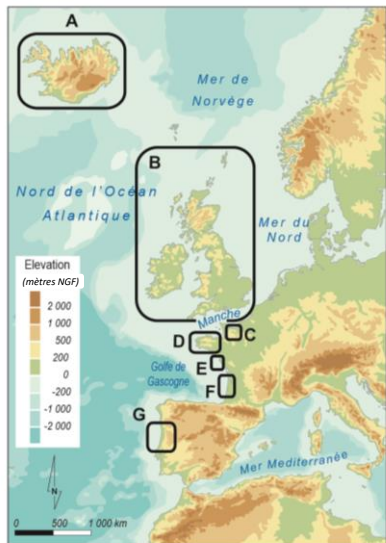 A
Mer de
Norvège
B
Nord de l'Océan
Atlantique
Mer du
Nord
Elevation
(mètres NGF)
2 000
1 000
500
200
0
-200
-1 000
-2 000
Manche
D
C
E
Golfe de
Gascogne
F
G
Mer Mediterranée
N
0 500 1 000 km